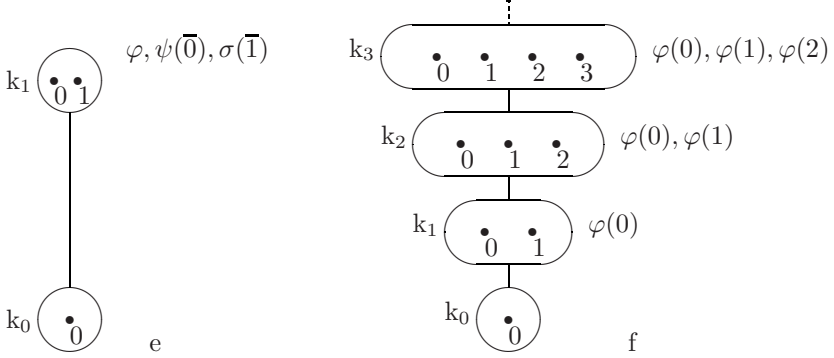 φ, ψ(0̅), σ(1̅)
k₁
0 1
k₀
0
e
k₃
0 1 2 3
φ(0), φ(1), φ(2)
k₂
0 1 2
φ(0), φ(1)
k₁
0 1
φ(0)
k₀
0
f